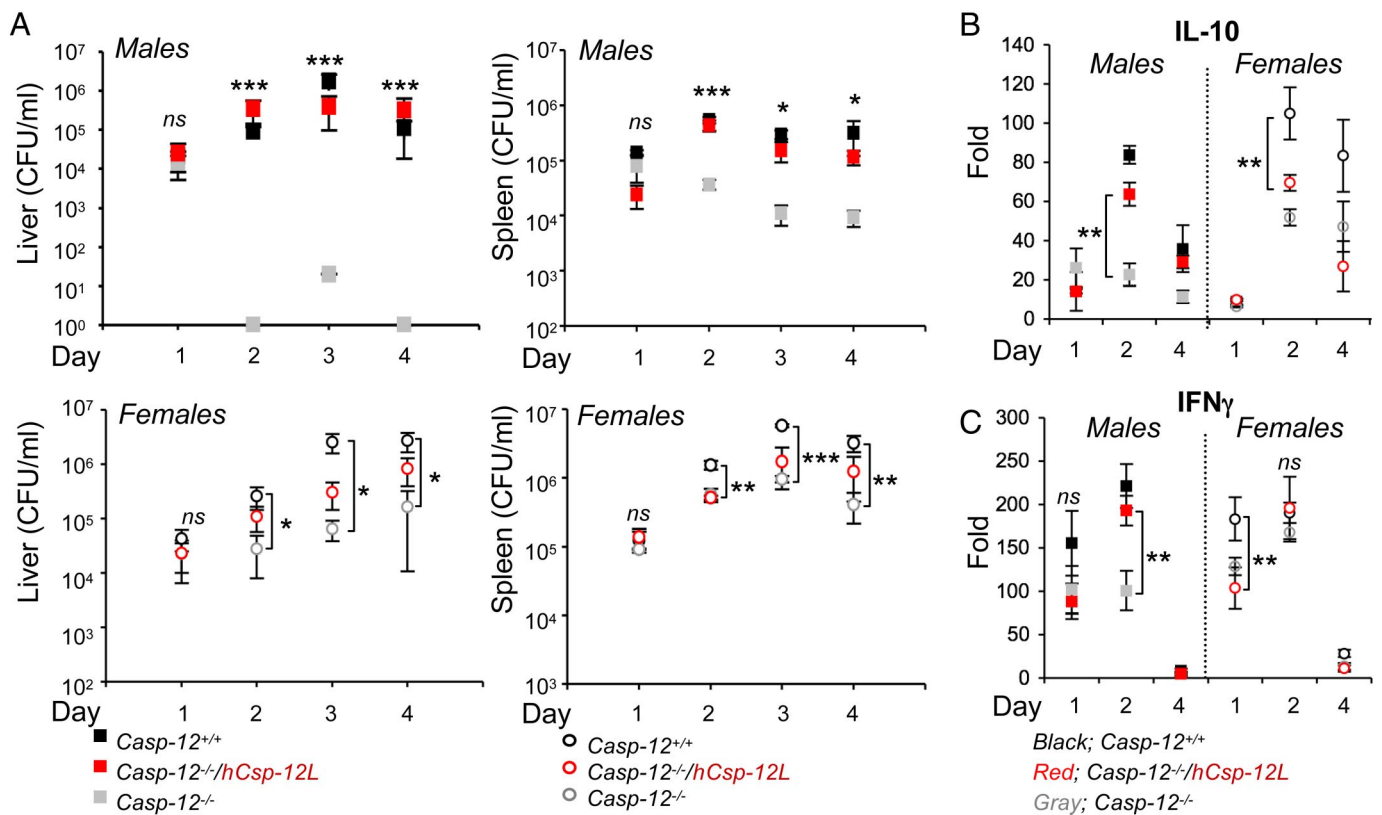 A
Males
Liver (CFU/ml)
10⁷
10⁶
10⁵
10⁴
10³
10²
10¹
10⁰
ns
***
***
***
Day 1 2 3 4
Males
Spleen (CFU/ml)
10⁷
10⁶
10⁵
10⁴
10³
10²
ns
***
*
*
1 2 3 4
Females
Liver (CFU/ml)
10⁷
10⁶
10⁵
10⁴
10³
10²
ns
*
*
*
Day 1 2 3 4
Females
Spleen (CFU/ml)
10⁷
10⁶
10⁵
10⁴
10³
ns
**
***
**
Day 1 2 3 4
Casp-12⁺/⁺
Casp-12⁻/⁻/hCsp-12L
Casp-12⁻/⁻
Casp-12⁺/⁺
Casp-12⁻/⁻/hCsp-12L
Casp-12⁻/⁻
B
IL-10
Males Females
Fold
140
120
100
80
60
40
20
0
**
**
Day 1 2 4 1 2 4
C
IFNγ
Males Females
Fold
300
250
200
150
100
50
0
ns
**
**
ns
Day 1 2 4 1 2 4
Black; Casp-12⁺/⁺
Red; Casp-12⁻/⁻/hCsp-12L
Gray; Casp-12⁻/⁻